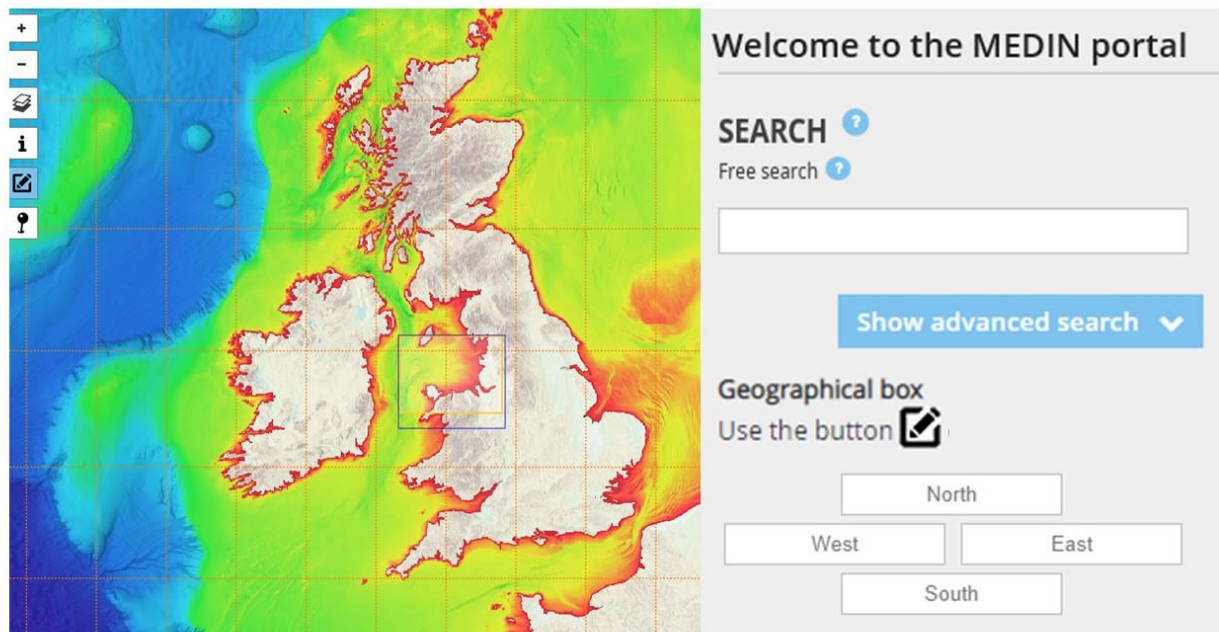 +
-
i
Welcome to the MEDIN portal
SEARCH ?
Free search ?
Show advanced search
Geographical box
Use the button
North
West East
South